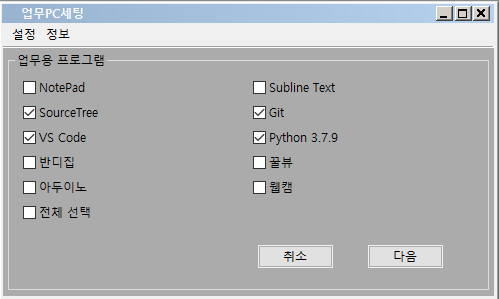 업무PC세팅
설정 정보
업무용 프로그램
NotePad Subline Text
SourceTree Git
VS Code Python 3.7.9
반디집 꿀뷰
아두이노 웹캠
전체 선택
취소 다음